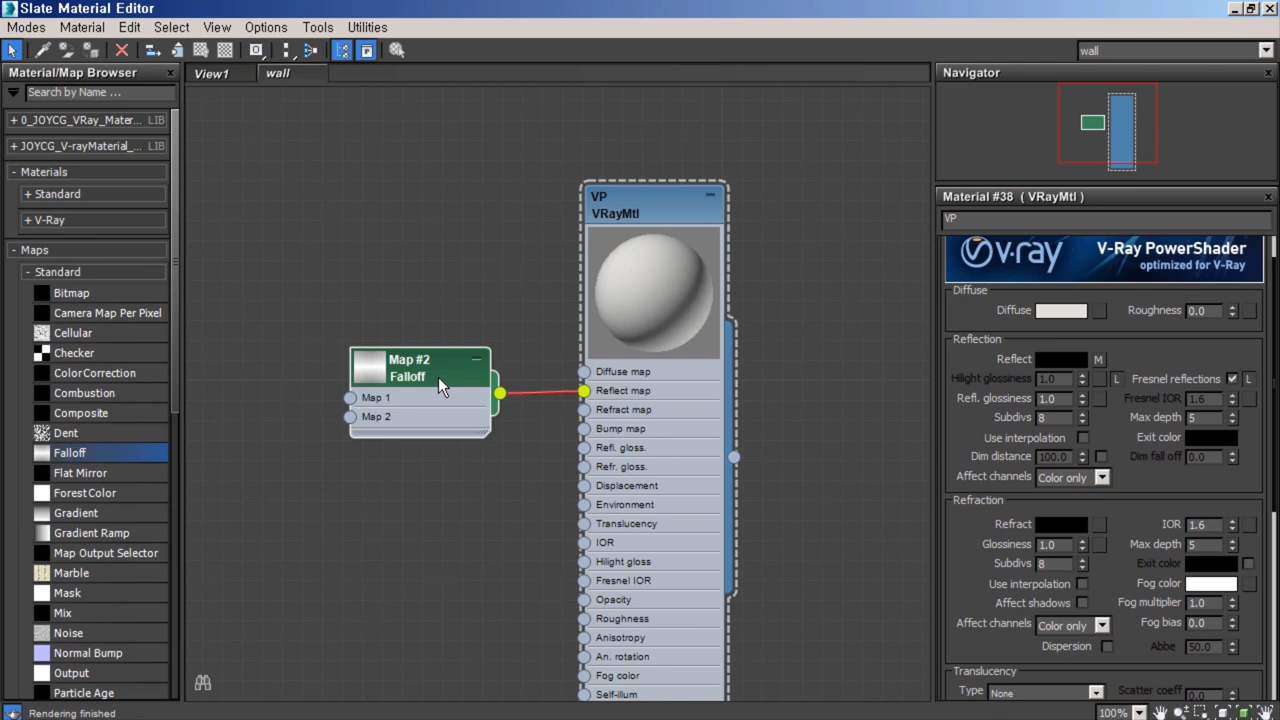 Slate Material Editor
Modes Material Edit Select View Options Tools Utilities
wall
Material/Map Browser
Search by Name ...
+ 0_JOYCG_VRay_Mater... LIB
+ JOYCG_V-rayMaterial_... LIB
- Materials
+ Standard
+ V-Ray
- Maps
- Standard
Bitmap
Camera Map Per Pixel
Cellular
Checker
ColorCorrection
Combustion
Composite
Dent
Falloff
Flat Mirror
ForestColor
Gradient
Gradient Ramp
Map Output Selector
Marble
Mask
Mix
Noise
Normal Bump
Output
Particle Age
Rendering finished
View1 wall
Map #2
Falloff
Map 1
Map 2
VP
VRayMtl
Diffuse map
Reflect map
Refract map
Bump map
Refl. gloss.
Refr. gloss.
Displacement
Environment
Translucency
IOR
Hilight gloss
Fresnel IOR
Opacity
Roughness
Anisotropy
An. rotation
Fog color
Self-illum
Navigator
Material #38 ( VRayMtl )
VP
v·ray V-Ray PowerShader
optimized for V-Ray
Diffuse
Diffuse Roughness 0.0
Reflection
Reflect M
Hilight glossiness 1.0 L Fresnel reflections L
Refl. glossiness 1.0 Fresnel IOR 1.6
Subdivs 8 Max depth 5
Use interpolation Exit color
Dim distance 100.0 Dim fall off 0.0
Affect channels Color only
Refraction
Refract IOR 1.6
Glossiness 1.0 Max depth 5
Subdivs 8 Exit color
Use interpolation Fog color
Affect shadows Fog multiplier 1.0
Affect channels Color only Fog bias 0.0
Dispersion Abbe 50.0
Translucency
Type None Scatter coeff 0.0
100%